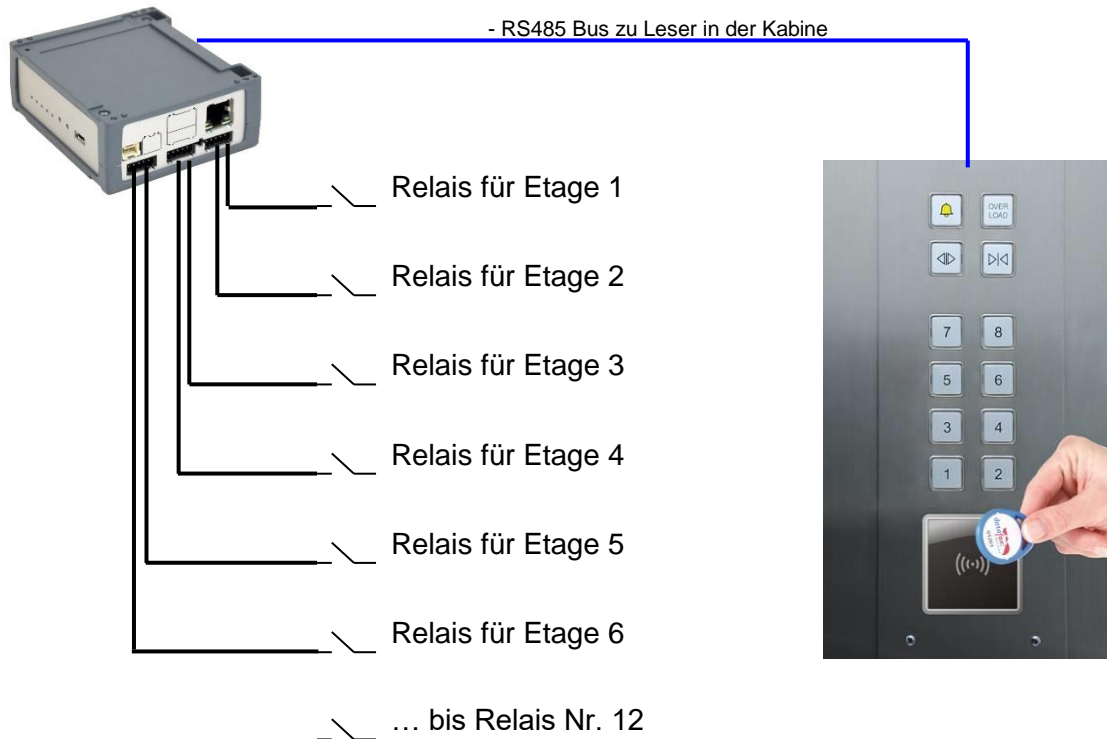 - RS485 Bus zu Leser in der Kabine
Relais für Etage 1
Relais für Etage 2
Relais für Etage 3
Relais für Etage 4
Relais für Etage 5
Relais für Etage 6
… bis Relais Nr. 12
OVER
LOAD
7 8
5 6
3 4
1 2